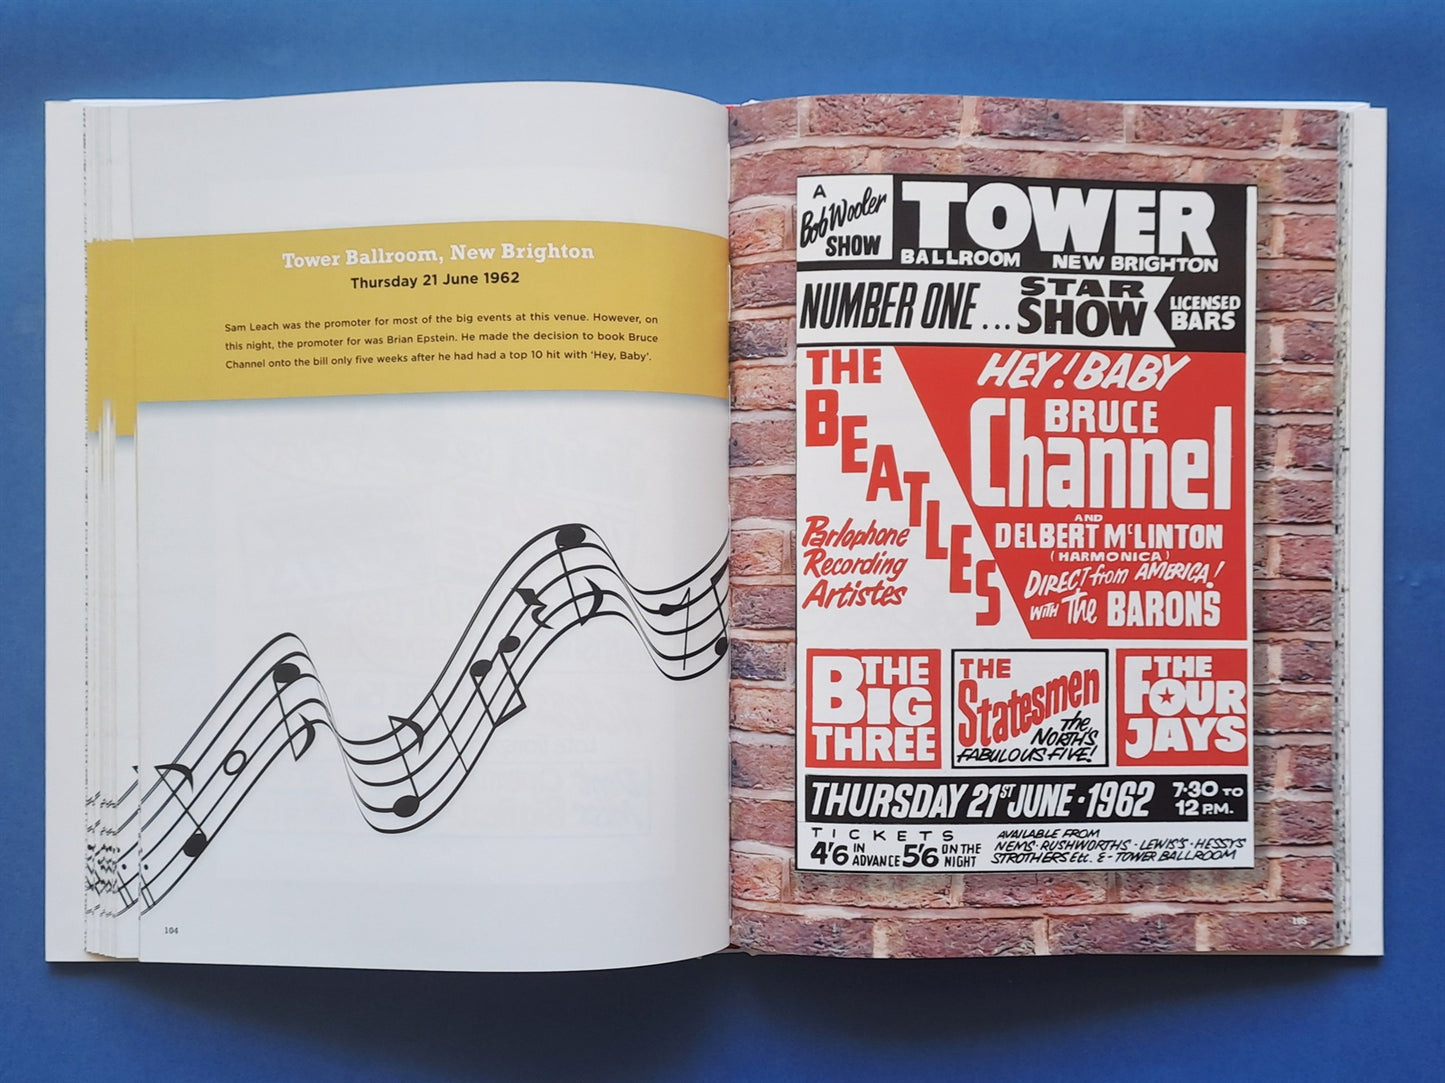 Tower Ballroom, New Brighton
Thursday 21 June 1962
Sam Leach was the promoter for most of the big events at this venue. However, on
this night, the promoter for was Brian Epstein. He made the decision to book Bruce
Channel onto the bill only five weeks after he had had a top 10 hit with ‘Hey, Baby’.
104
A
Bob Wooler
SHOW
TOWER
BALLROOM NEW BRIGHTON
NUMBER ONE ... STAR
SHOW
LICENSED
BARS
THE
BEATLES
Parlophone
Recording
Artistes
HEY! BABY
BRUCE
Channel
AND
DELBERT McLINTON
(HARMONICA)
DIRECT from AMERICA!
WITH The BARONS
THE
BIG
THREE
THE
Statesmen
The
NORTH'S
FABULOUS FIVE!
THE
FOUR
JAYS
THURSDAY 21ST JUNE · 1962
7·30 TO
12 P.M.
TICKETS
4'6 IN ADVANCE 5'6 ON THE NIGHT
AVAILABLE FROM
NEMS · RUSHWORTHS · LEWIS'S · HESSY'S
STROTHERS Etc. & - TOWER BALLROOM
105